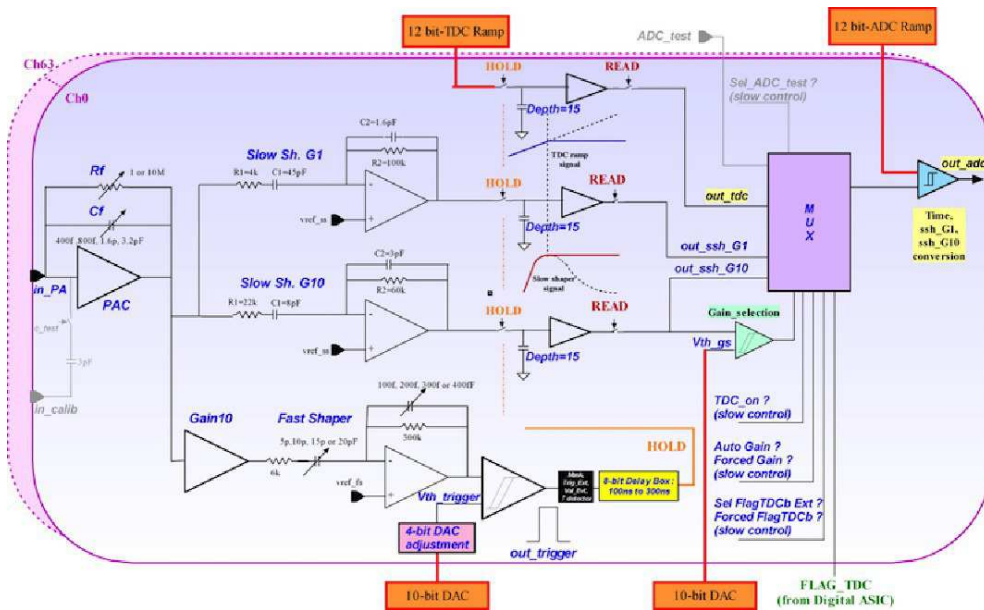 12 bit-TDC Ramp
12 bit-ADC Ramp
ADC_test
Ch63
Ch0
HOLD
READ
Sel_ADC_test ?
(slow control)
Depth=15
C2=1.6pF
R2=100k
Slow Sh. G1
R1=4k
C1=45pF
vref_ss
TDC ramp
signal
HOLD
READ
Depth=15
out_tdc
out_ssh_G1
out_ssh_G10
MUX
out_adc
Time,
ssh_G1,
ssh_G10
conversion
Rf
1 or 10M
Cf
400f, 800f, 1.6p, 3.2pF
in_PA
PAC
Slow Sh. G10
R1=22k
C1=8pF
C2=3pF
R2=60k
vref_ss
Slow shaper
signal
HOLD
READ
Depth=15
Gain_selection
Vth_gs
3pF
in_calib
TDC_on ?
(slow control)
Auto Gain ?
Forced Gain ?
(slow control)
Sel FlagTDCb Ext ?
Forced FlagTDCb ?
(slow control)
Gain10
Fast Shaper
5p,10p, 15p or 20pF
6k
100f, 200f, 300f or 400fF
500k
vref_fs
Vth_trigger
HOLD
8-bit Delay Box :
100ns to 300ns
4-bit DAC
adjustment
out_trigger
10-bit DAC
10-bit DAC
FLAG_TDC
(from Digital ASIC)